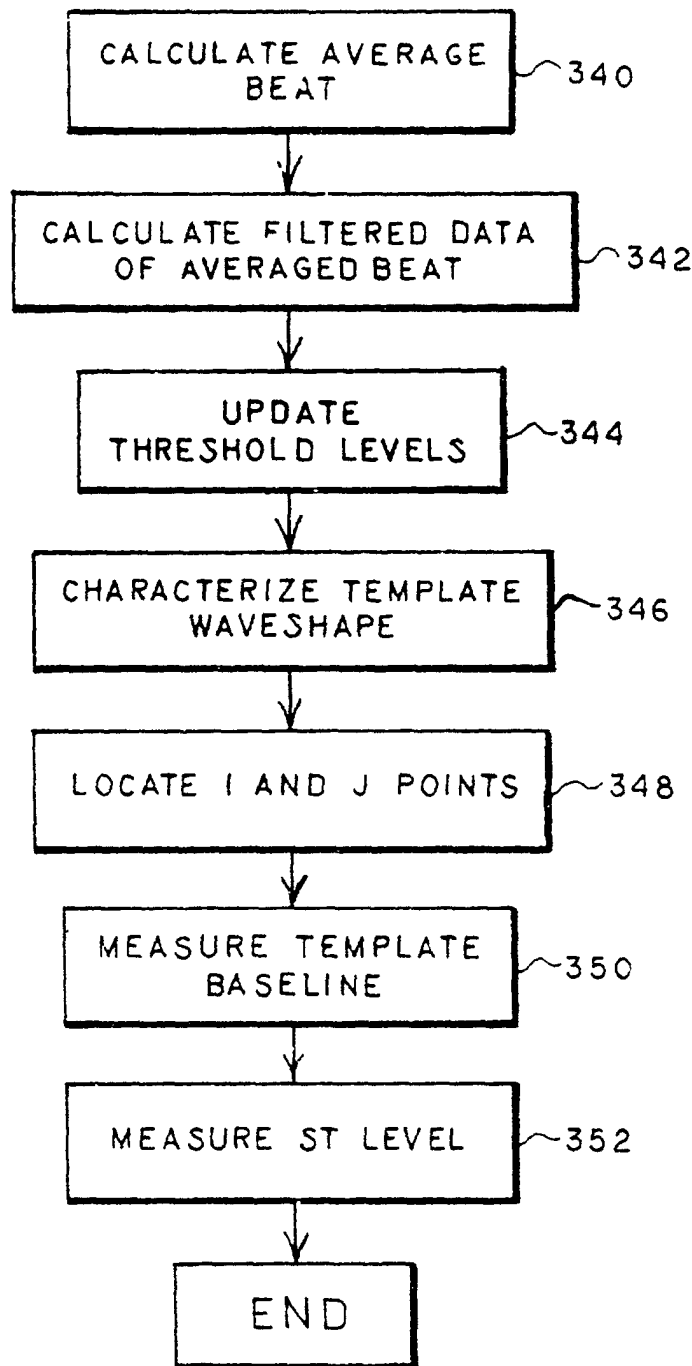 CALCULATE AVERAGE
BEAT
340
CALCULATE FILTERED DATA
OF AVERAGED BEAT
342
UPDATE
THRESHOLD LEVELS
344
CHARACTERIZE TEMPLATE
WAVESHAPE
346
LOCATE I AND J POINTS
348
MEASURE TEMPLATE
BASELINE
350
MEASURE ST LEVEL
352
END